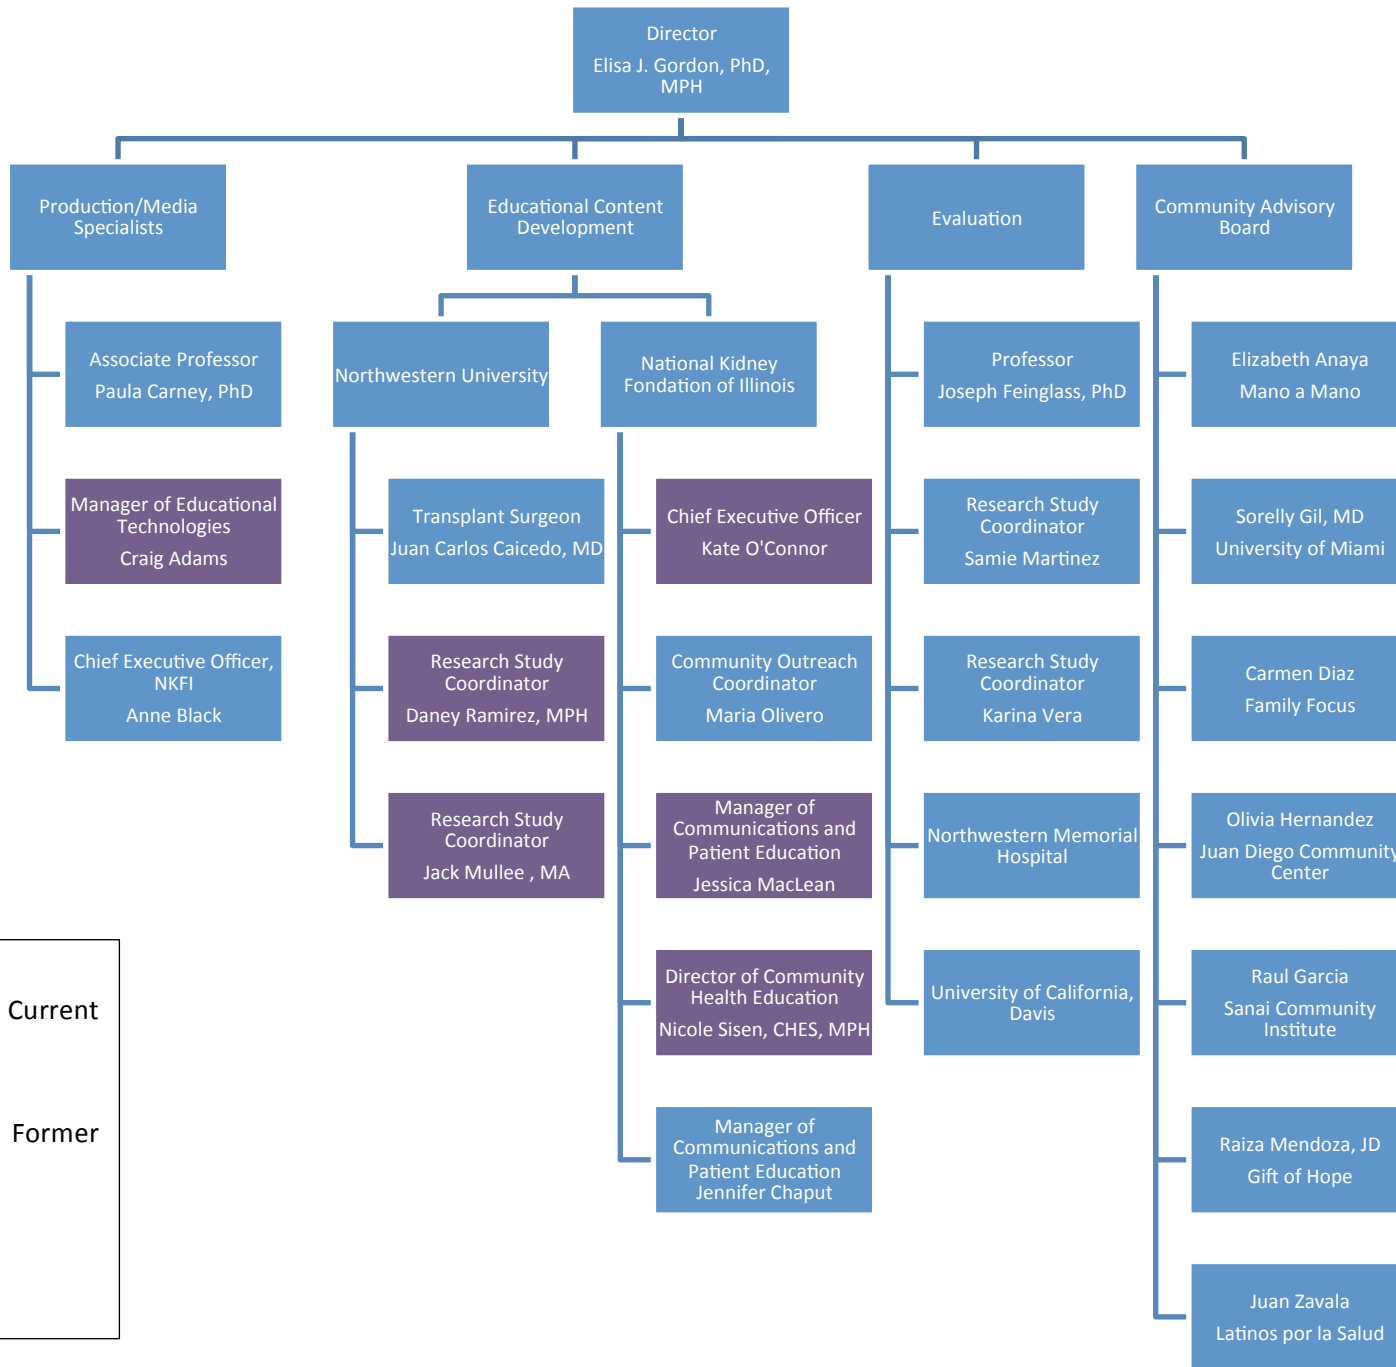 Director
Elisa J. Gordon, PhD,
MPH
Production/Media
Specialists
Educational Content
Development
Evaluation
Community Advisory
Board
Associate Professor
Paula Carney, PhD
Manager of Educational
Technologies
Craig Adams
Chief Executive Officer,
NKFI
Anne Black
Northwestern University
Transplant Surgeon
Juan Carlos Caicedo, MD
Research Study
Coordinator
Daney Ramirez, MPH
Research Study
Coordinator
Jack Mullee , MA
National Kidney
Fondation of Illinois
Chief Executive Officer
Kate O'Connor
Community Outreach
Coordinator
Maria Olivero
Manager of
Communications and
Patient Education
Jessica MacLean
Director of Community
Health Education
Nicole Sisen, CHES, MPH
Manager of
Communications and
Patient Education
Jennifer Chaput
Professor
Joseph Feinglass, PhD
Research Study
Coordinator
Samie Martinez
Research Study
Coordinator
Karina Vera
Northwestern Memorial
Hospital
University of California,
Davis
Elizabeth Anaya
Mano a Mano
Sorelly Gil, MD
University of Miami
Carmen Diaz
Family Focus
Olivia Hernandez
Juan Diego Community
Center
Raul Garcia
Sanai Community
Institute
Raiza Mendoza, JD
Gift of Hope
Juan Zavala
Latinos por la Salud
Current
Former